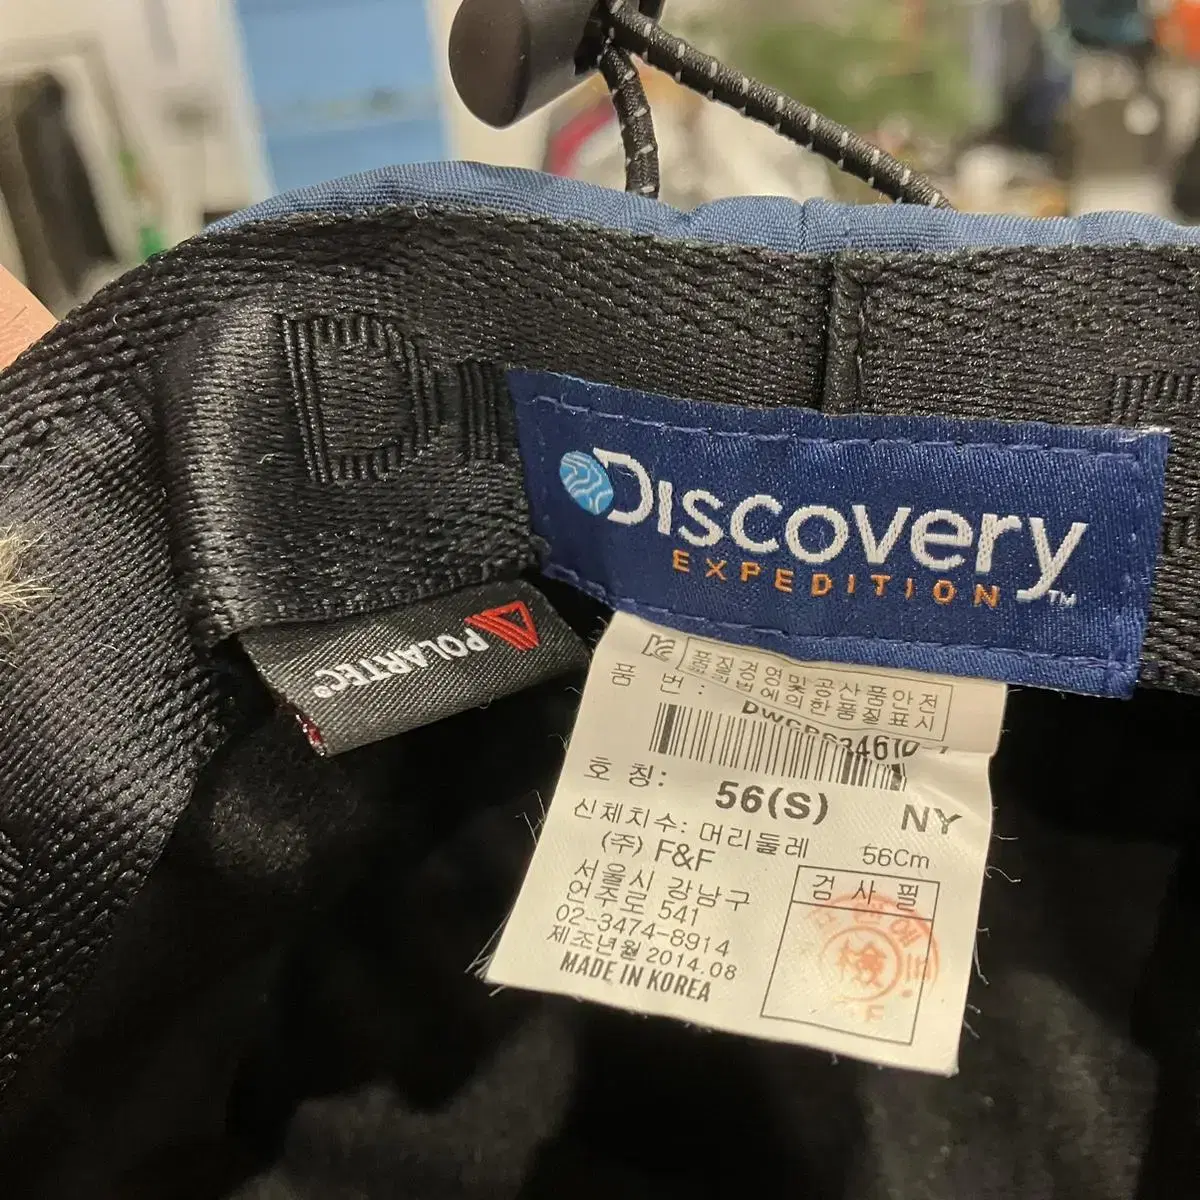 DISCOVERY
EXPEDITION
TM
POLARTEC®
품질경영및공산품안전
관리법에의한품질표시
품 번:
호 칭: 56(S) NY
신체치수: 머리둘레 56Cm
(주) F&F
서울시 강남구
언주로 541
02-3474-8914
제조년월 2014.08
MADE IN KOREA
검 사 필
檢